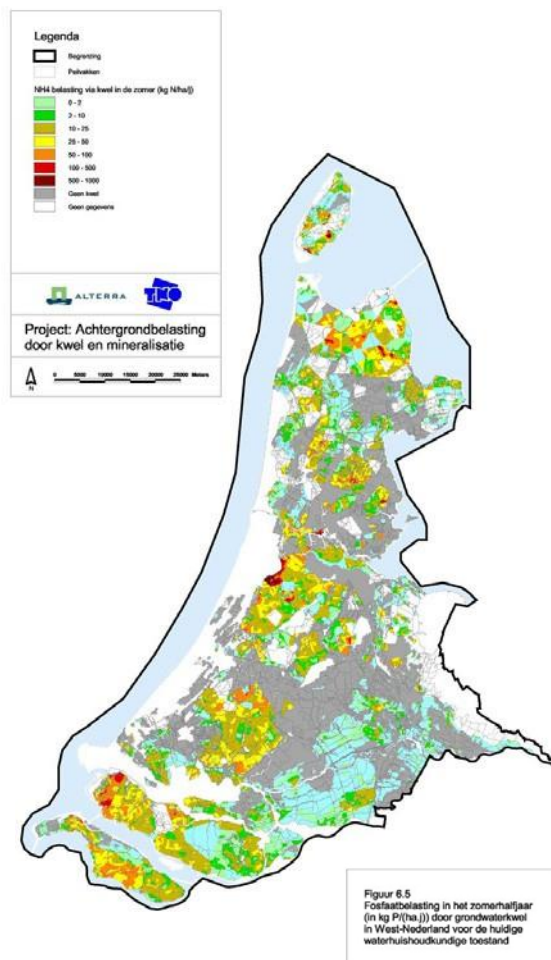 Legenda
Begrenzing
Peilvakken
NH4 belasting via kwel in de zomer (kg N/ha/j)
0 - 2
2 - 10
10 - 25
25 - 50
50 - 100
100 - 500
500 - 1000
Geen kwel
Geen gegevens
ALTERRA TNO
Project: Achtergrondbelasting
door kwel en mineralisatie
N
0 5000 10000 15000 20000 25000 Meters
Figuur 6.5
Fosfaatbelasting in het zomerhalfjaar
(in kg P/(ha.j)) door grondwaterkwel
in West-Nederland voor de huidige
waterhuishoudkundige toestand